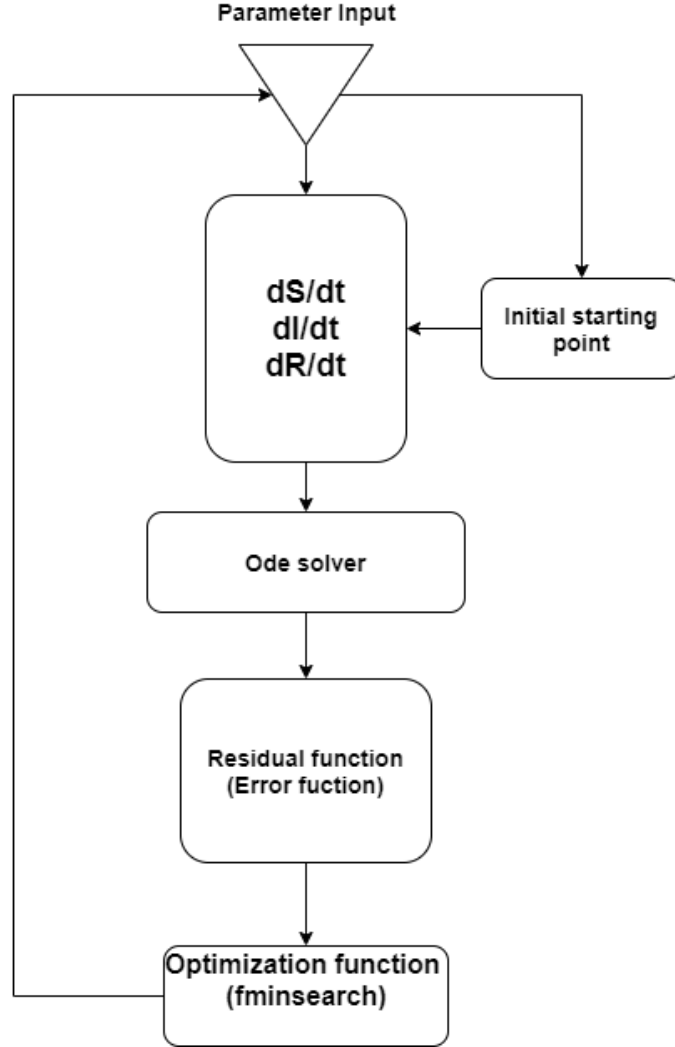 Parameter Input
dS/dt
dI/dt
dR/dt
Initial starting
point
Ode solver
Residual function
(Error fuction)
Optimization function
(fminsearch)